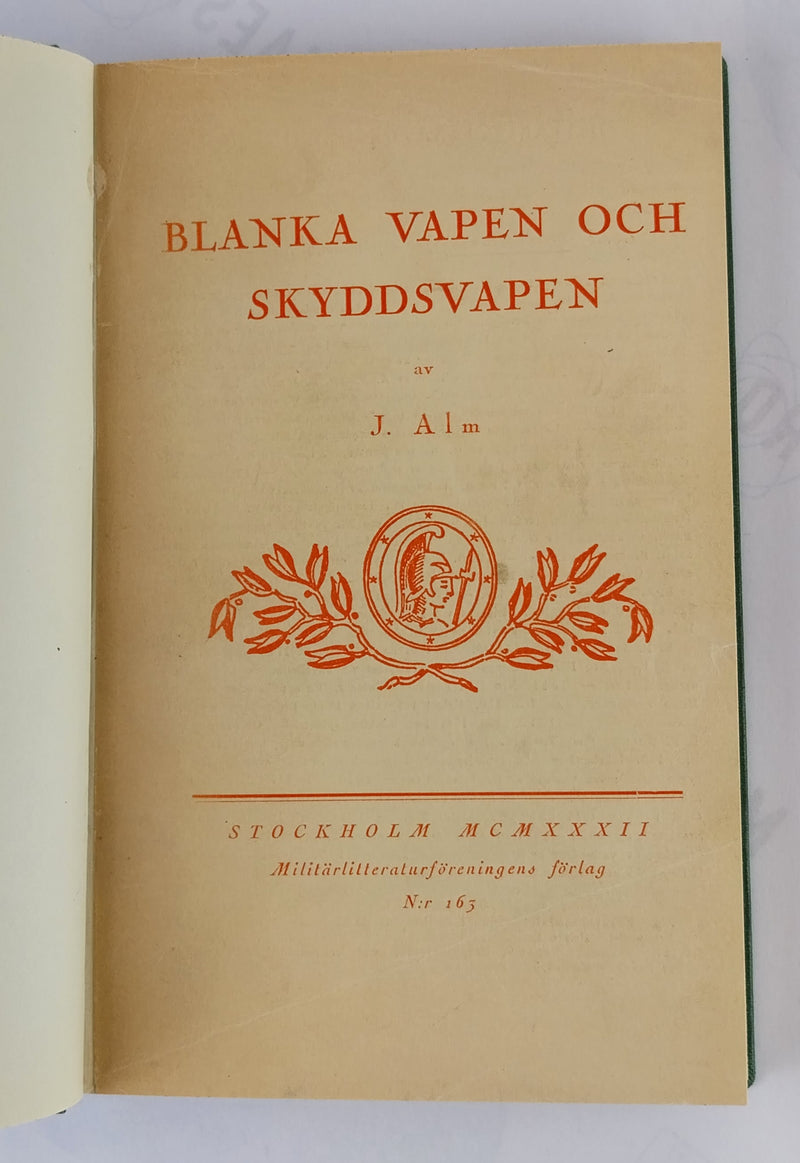 BLANKA VAPEN OCH
SKYDDSVAPEN
av
J. Alm
STOCKHOLM MCMXXXII
Militärlitteraturföreningens förlag
N:r 163